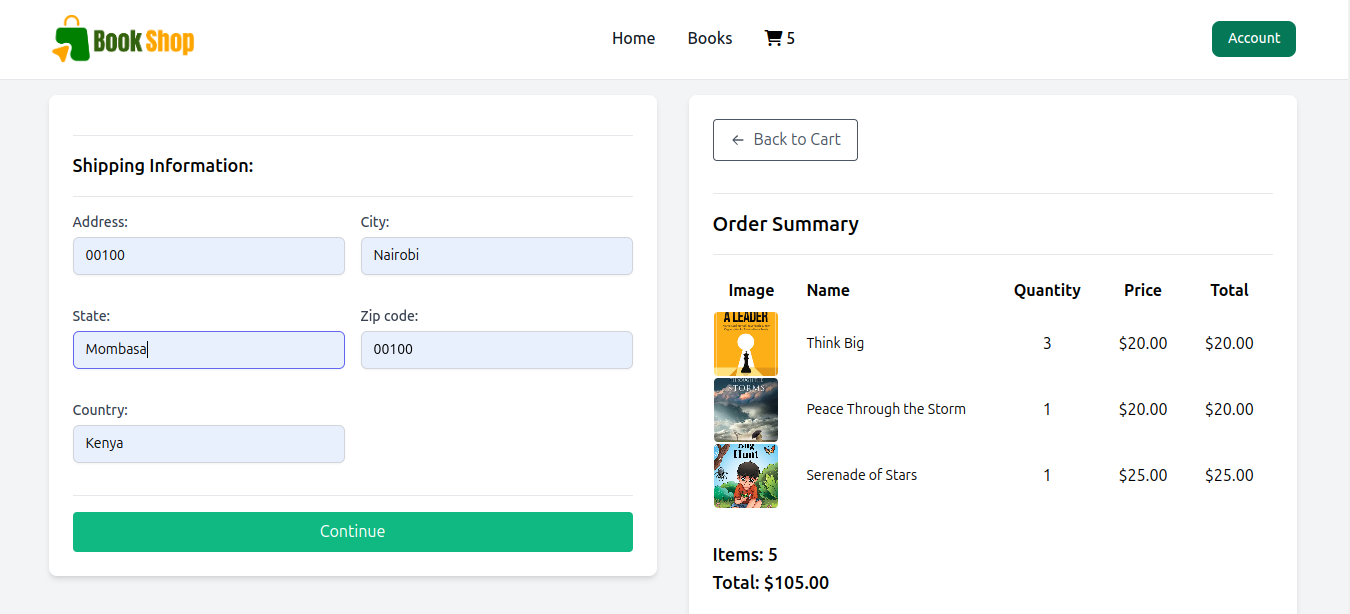 Book Shop
Home Books 5
Account
Shipping Information:
Address:
City:
00100
Nairobi
State:
Zip code:
Mombasa
00100
Country:
Kenya
Continue
← Back to Cart
Order Summary
Image Name Quantity Price Total
A LEADER
Think Big 3 $20.00 $20.00
STORMS
Peace Through the Storm 1 $20.00 $20.00
Hunt
Serenade of Stars 1 $25.00 $25.00
Items: 5
Total: $105.00